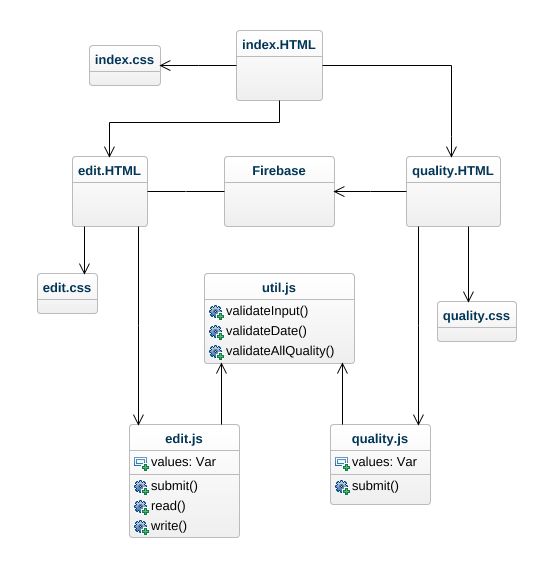 index.HTML
index.css
edit.HTML
Firebase
quality.HTML
edit.css
util.js
validateInput()
validateDate()
validateAllQuality()
quality.css
edit.js
values: Var
submit()
read()
write()
quality.js
values: Var
submit()